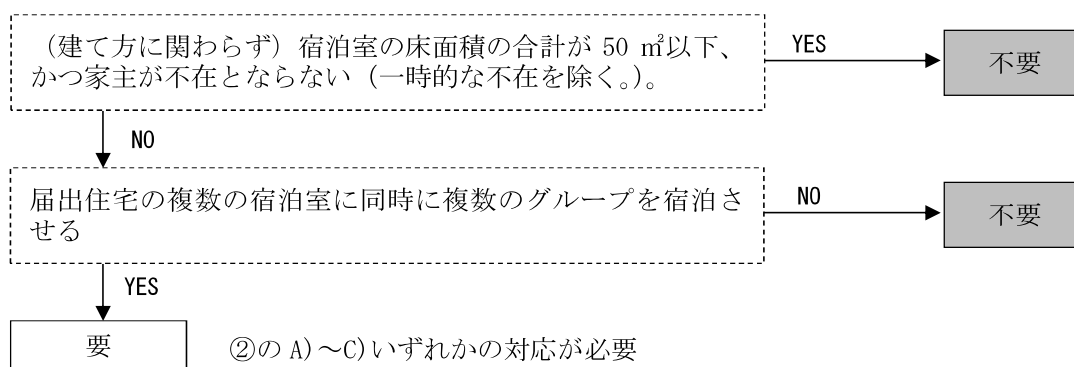 （建て方に関わらず）宿泊室の床面積の合計が 50 ㎡以下、
かつ家主が不在とならない（一時的な不在を除く。）。
YES
不要
NO
届出住宅の複数の宿泊室に同時に複数のグループを宿泊さ
せる
NO
不要
YES
要
②の A)～C)いずれかの対応が必要